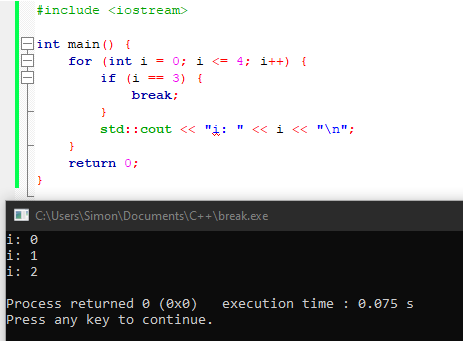 #include <iostream>
int main() {
for (int i = 0; i <= 4; i++) {
if (i == 3) {
break;
}
std::cout << "i: " << i << "\n";
}
return 0;
}
C:\Users\Simon\Documents\C++\break.exe
i: 0
i: 1
i: 2
Process returned 0 (0x0)   execution time : 0.075 s
Press any key to continue.